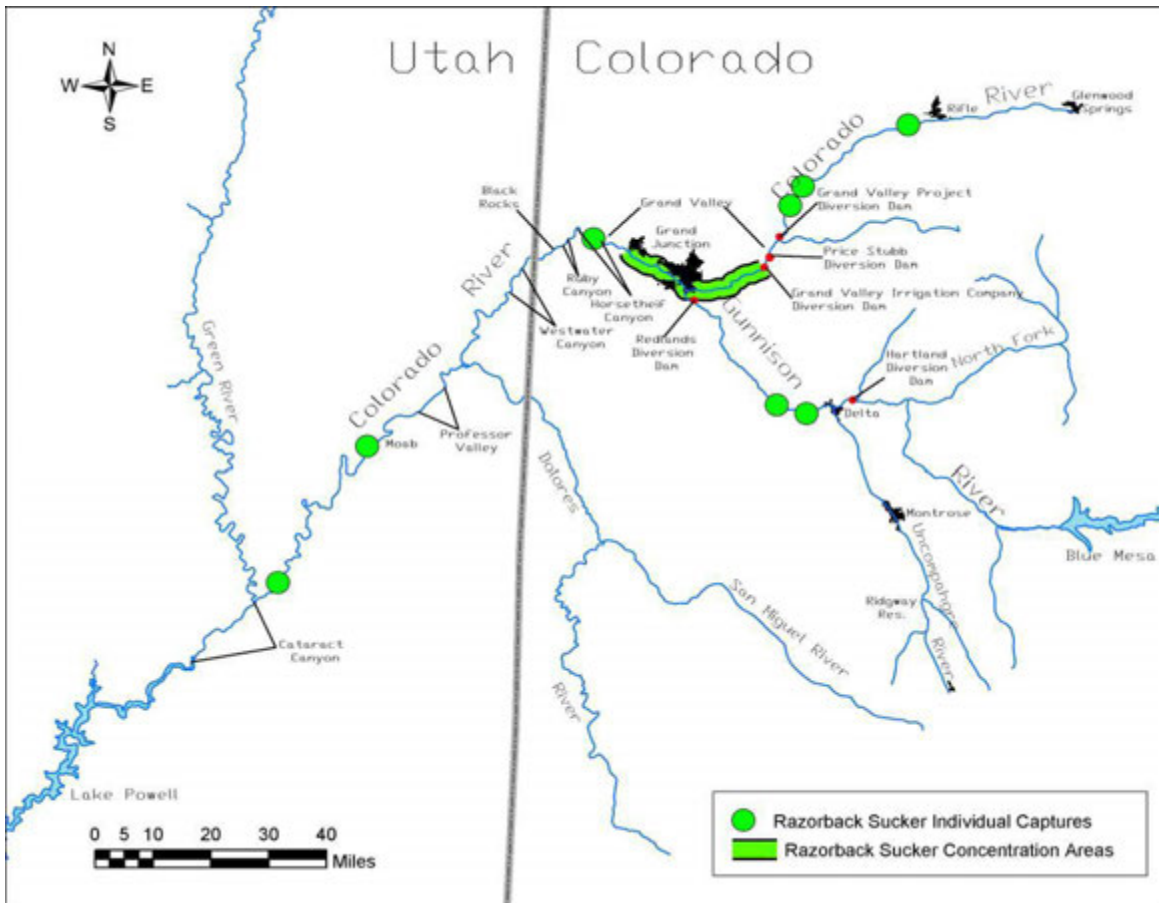 Utah Colorado
N
W E
S
Glenwood
Springs
Rifle
Colorado River
Black
Rocks
Grand Valley
Grand Valley Project
Diversion Dam
Grand
Junction
Price Stubb
Diversion Dam
Ruby
Canyon
Horsetheif
Canyon
Grand Valley Irrigation Company
Diversion Dam
Westwater
Canyon
Redlands
Diversion
Dam
Gunnison River
Hartland
Diversion
Dam
North Fork
Green River
Colorado River
Delta
Moab
Professor
Valley
Dolores River
Montrose
Blue Mesa
Uncompahgre River
San Miguel River
Ridgway
Res.
Cataract
Canyon
Lake Powell
0 5 10 20 30 40
Miles
Razorback Sucker Individual Captures
Razorback Sucker Concentration Areas